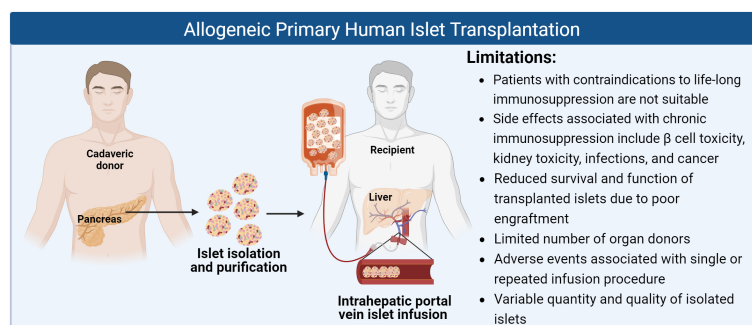 Allogeneic Primary Human Islet Transplantation
Cadaveric
donor
Pancreas
Islet isolation
and purification
Recipient
Liver
Intrahepatic portal
vein islet infusion
Limitations:
• Patients with contraindications to life-long
immunosuppression are not suitable
• Side effects associated with chronic
immunosuppression include β cell toxicity,
kidney toxicity, infections, and cancer
• Reduced survival and function of
transplanted islets due to poor
engraftment
• Limited number of organ donors
• Adverse events associated with single or
repeated infusion procedure
• Variable quantity and quality of isolated
islets